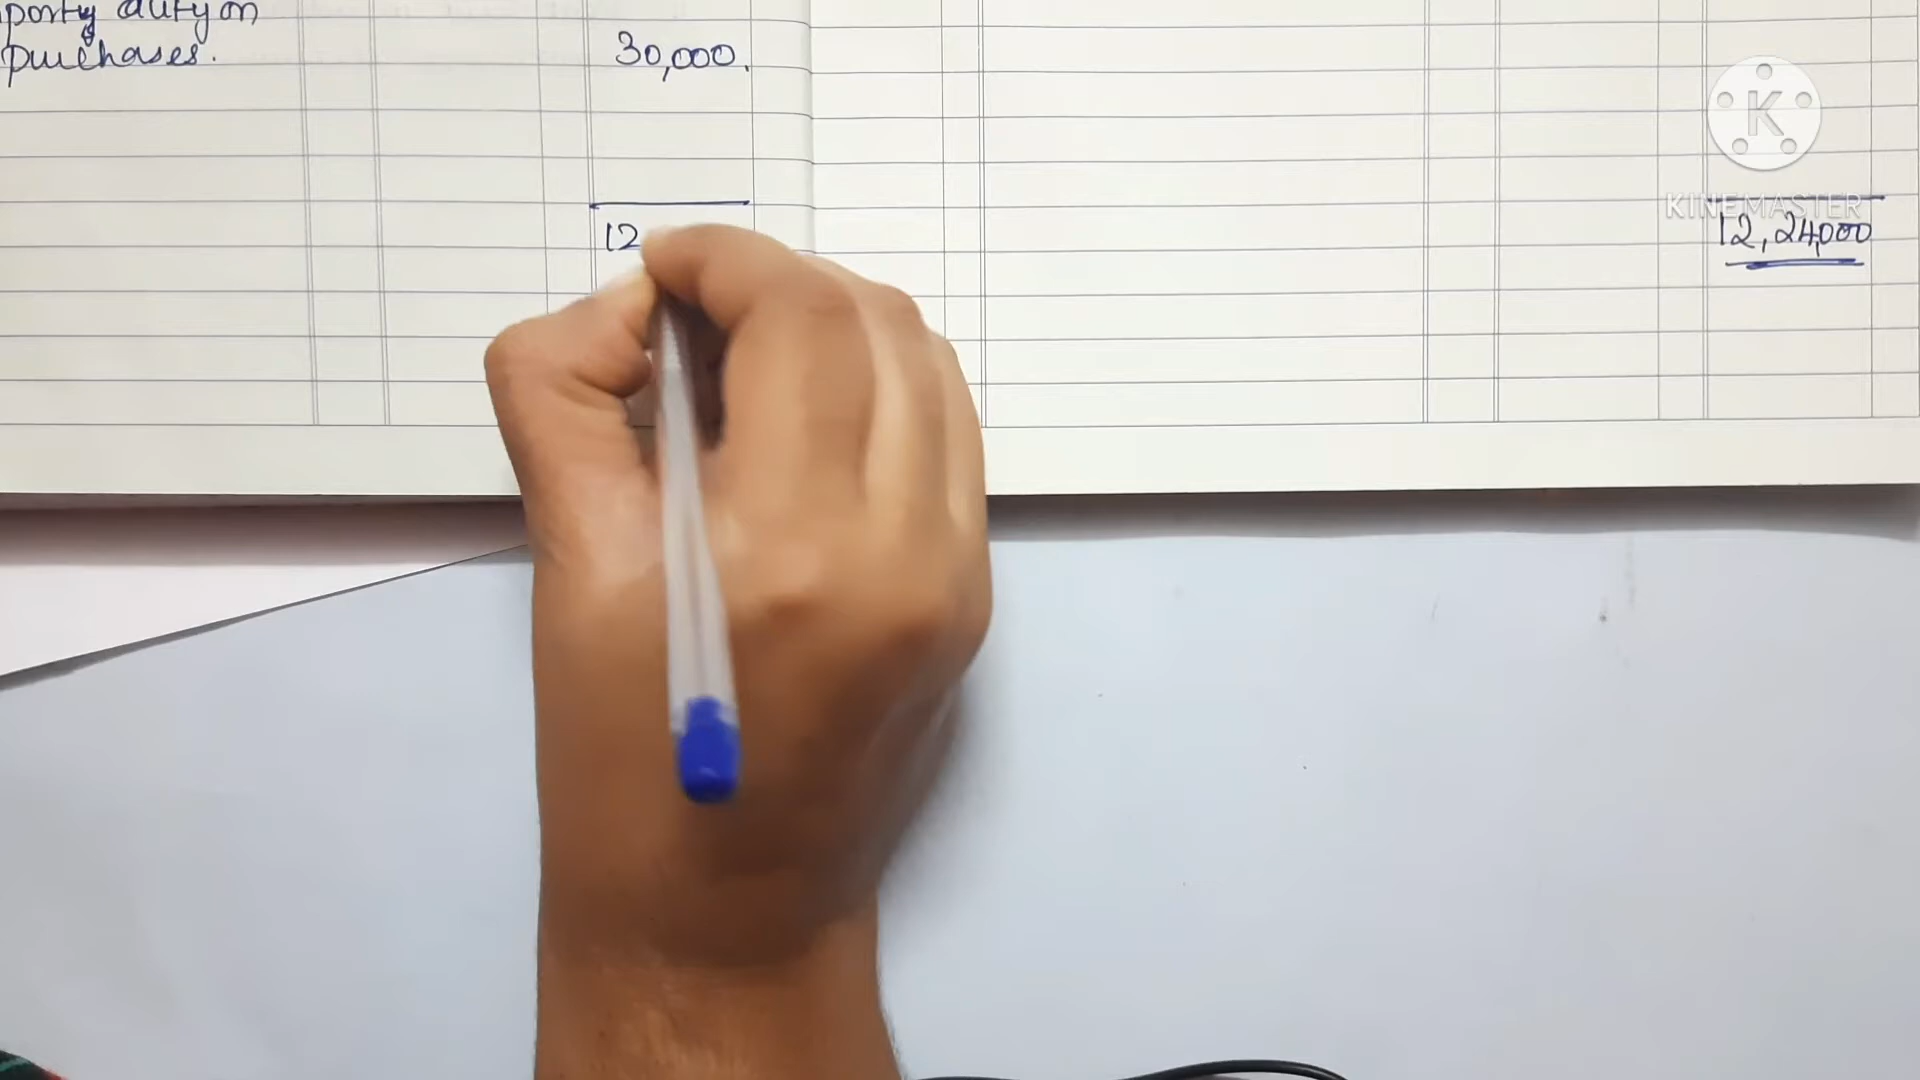 duty on
purchases. 30,000.
12
K
KINEMASTER
12,24,000